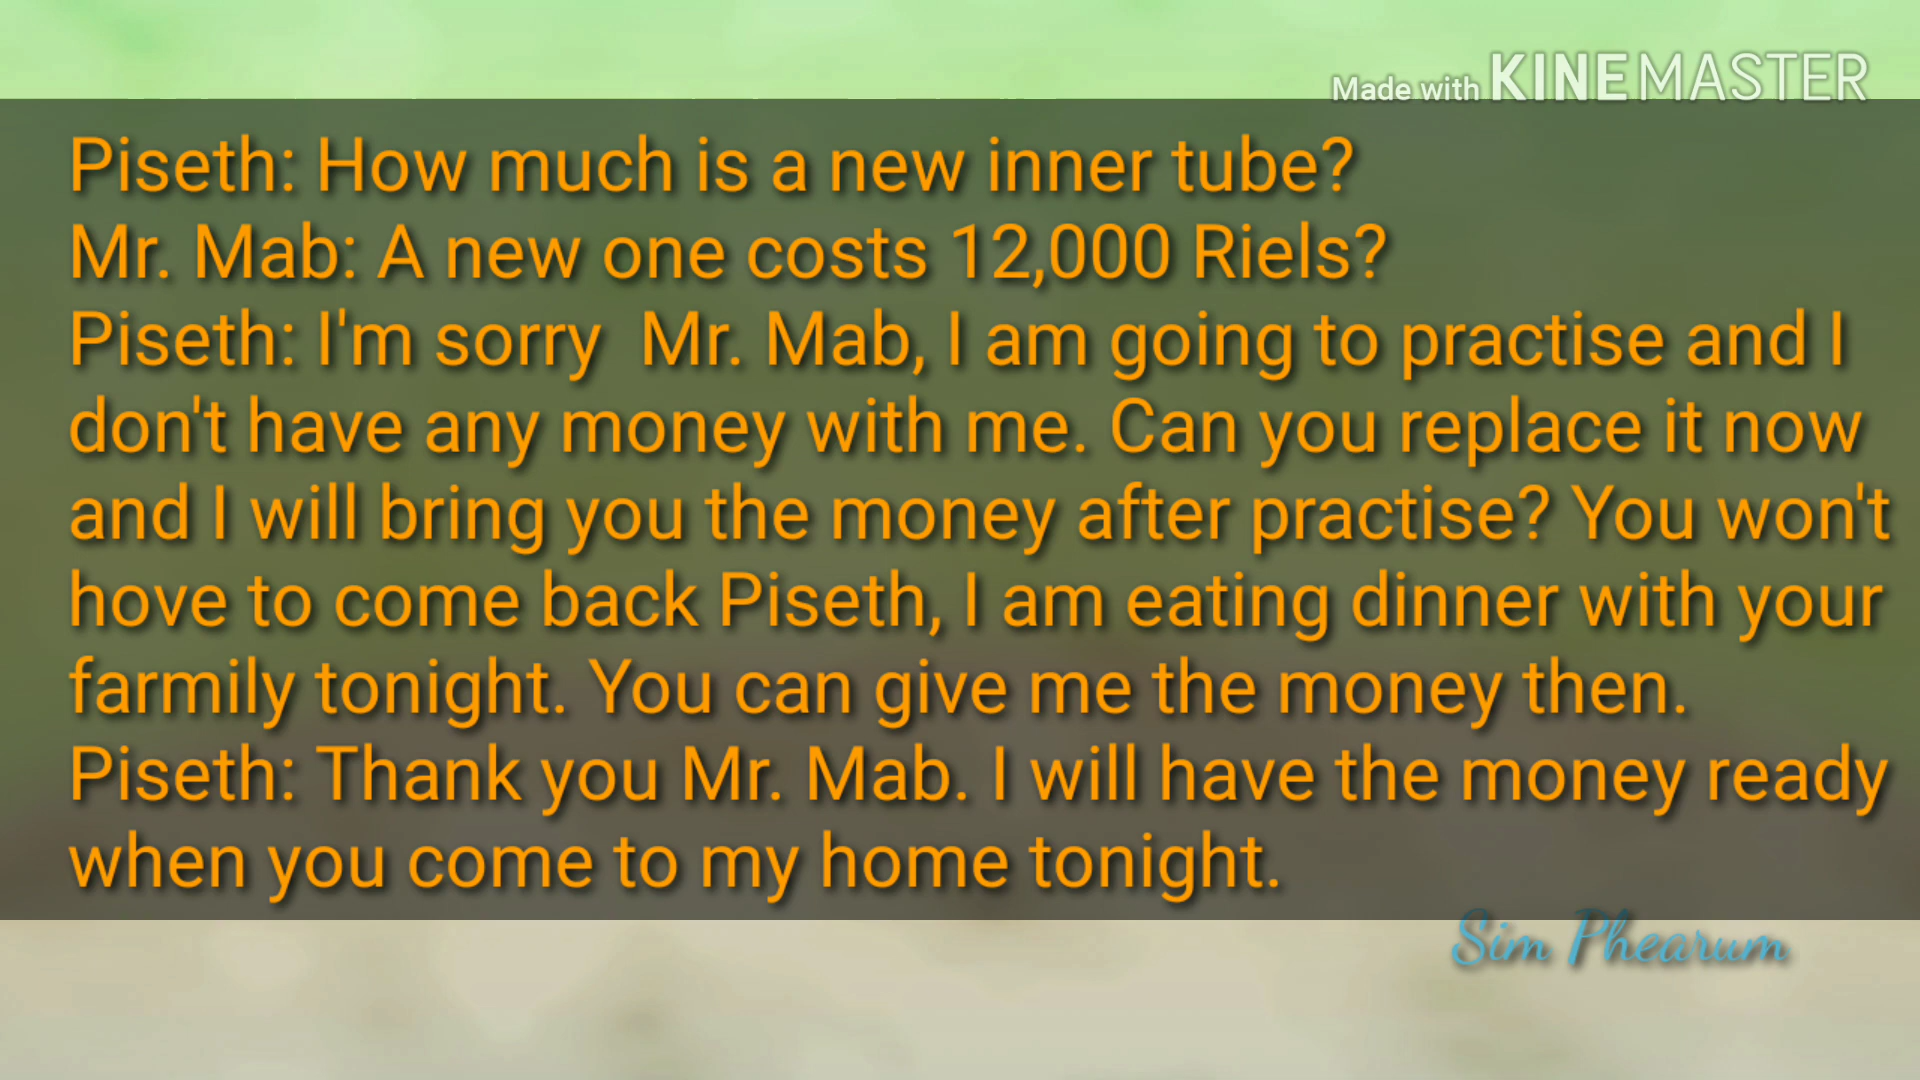 Made with KINEMASTER
Piseth: How much is a new inner tube?
Mr. Mab: A new one costs 12,000 Riels?
Piseth: I'm sorry  Mr. Mab, I am going to practise and I
don't have any money with me. Can you replace it now
and I will bring you the money after practise? You won't
hove to come back Piseth, I am eating dinner with your
farmily tonight. You can give me the money then.
Piseth: Thank you Mr. Mab. I will have the money ready
when you come to my home tonight.
Sim Phearum